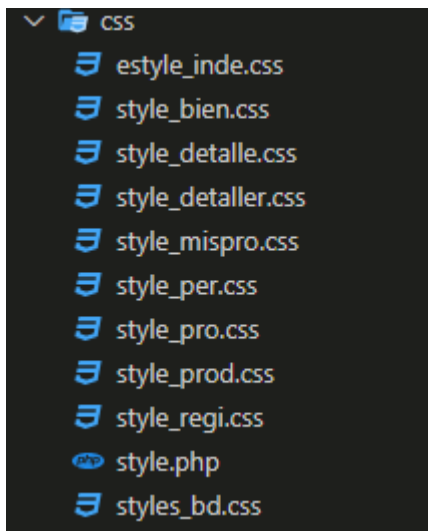 css
estyle_inde.css
style_bien.css
style_detalle.css
style_detaller.css
style_mispro.css
style_per.css
style_pro.css
style_prod.css
style_regi.css
php style.php
styles_bd.css